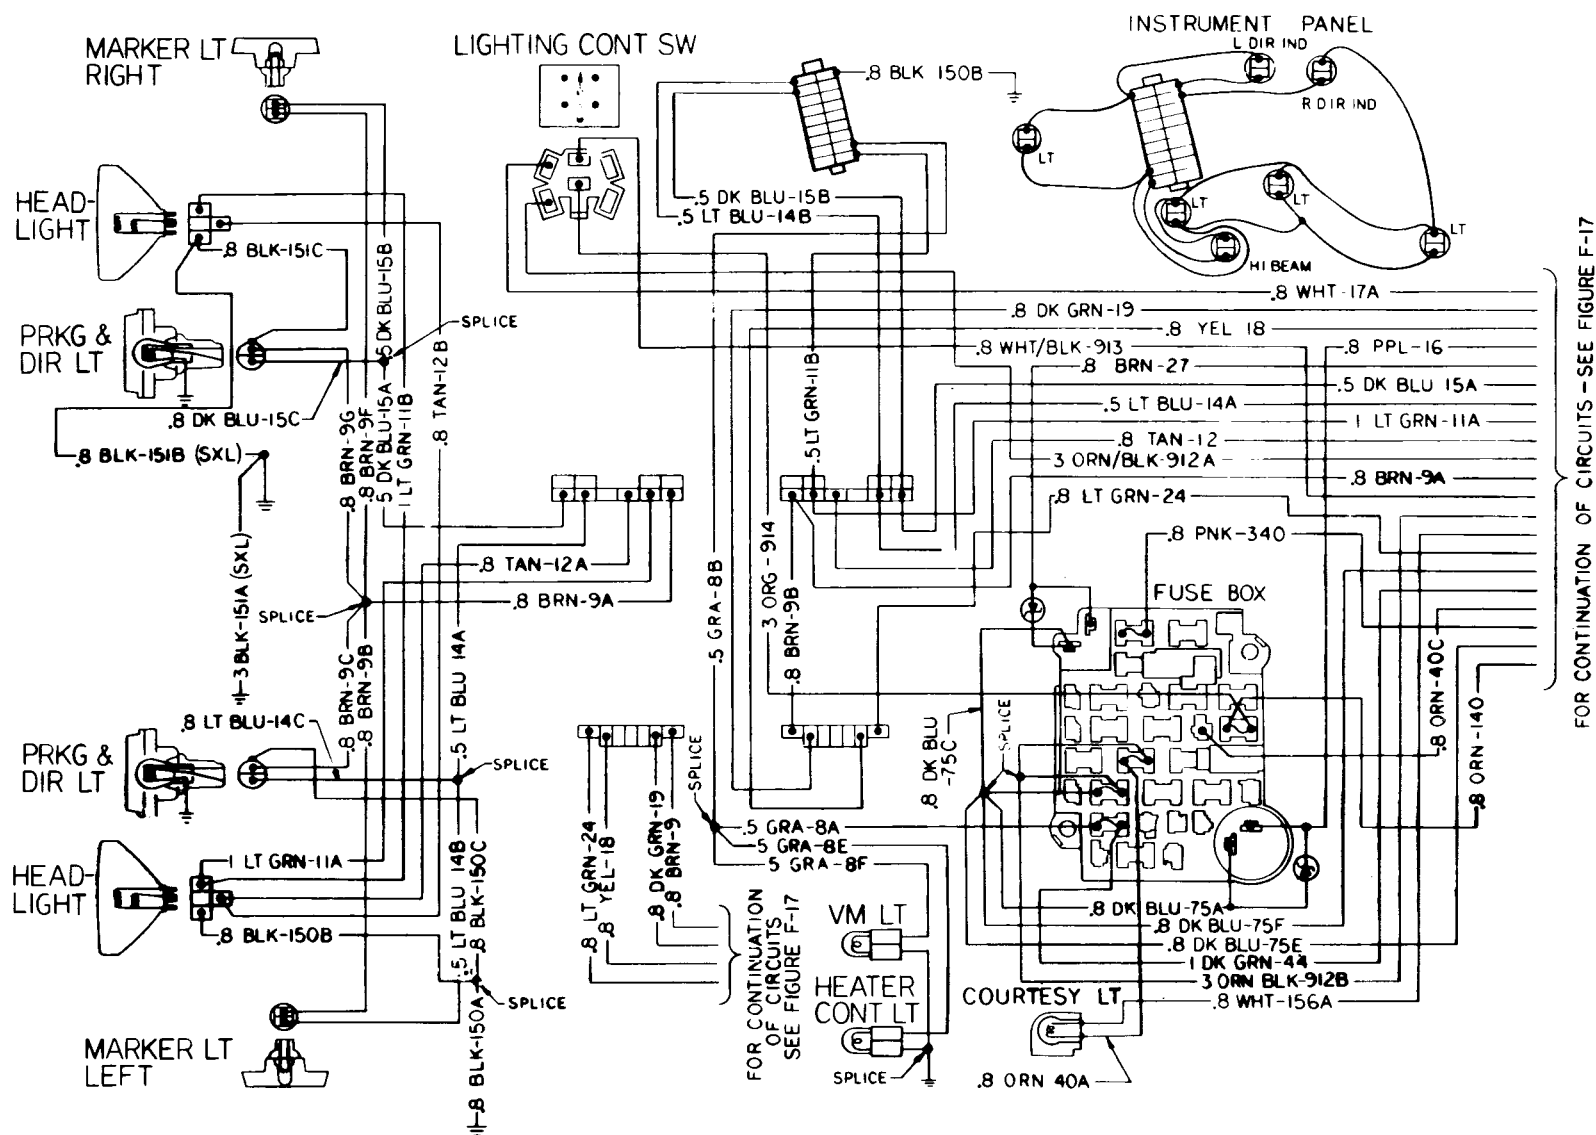 MARKER LT
RIGHT
LIGHTING CONT SW
INSTRUMENT PANEL
L DIR IND
R DIR IND
.8 BLK 150B
LT
LT
LT
LT
HI BEAM
HEAD-
LIGHT
.8 BLK-151C
.5 DK BLU-15B
.5 DK BLU-15B
.5 LT BLU-14B
PRKG &
DIR LT
SPLICE
.8 DK BLU-15C
.8 BLK-151B (SXL)
.8 BRN-9G
.8 BRN-9F
.5 DK BLU-15A
1 LT GRN-11B
.8 TAN-12B
.8 WHT-17A
.8 DK GRN-19
.8 YEL 18
.8 WHT/BLK-913
.8 PPL-16
.8 BRN-27
.5 DK BLU 15A
.5 LT BLU-14A
1 LT GRN-11A
.8 TAN-12
3 ORN/BLK-912A
.8 BRN-9A
.8 LT GRN-24
.8 PNK-340
.5 LT GRN-11B
FOR CONTINUATION OF CIRCUITS - SEE FIGURE F-17
3 BLK-151A (SXL)
SPLICE
.8 TAN-12A
.8 BRN-9A
.5 GRA-8B
3 ORG-914
.8 BRN-9B
FUSE BOX
.8 BRN-9C
.8 BRN-9B
.5 LT BLU 14A
.8 LT BLU-14C
PRKG &
DIR LT
SPLICE
SPLICE
.8 DK BLU
-75C
SPLICE
.8 ORN-40C
.8 ORN-140
HEAD-
LIGHT
1 LT GRN-11A
.8 BLK-150B
.5 LT BLU 14B
.8 BLK-150C
SPLICE
.8 BLK-150A
.8 LT GRN-24
.8 YEL-18
.8 DK GRN-19
.8 BRN-9
.5 GRA-8A
.5 GRA-8E
.5 GRA-8F
FOR CONTINUATION
OF CIRCUITS
SEE FIGURE F-17
VM LT
HEATER
CONT LT
SPLICE
.8 DK BLU-75A
.8 DK BLU-75F
.8 DK BLU-75E
1 DK GRN-44
3 ORN BLK-912B
.8 WHT-156A
COURTESY LT
.8 ORN 40A
MARKER LT
LEFT